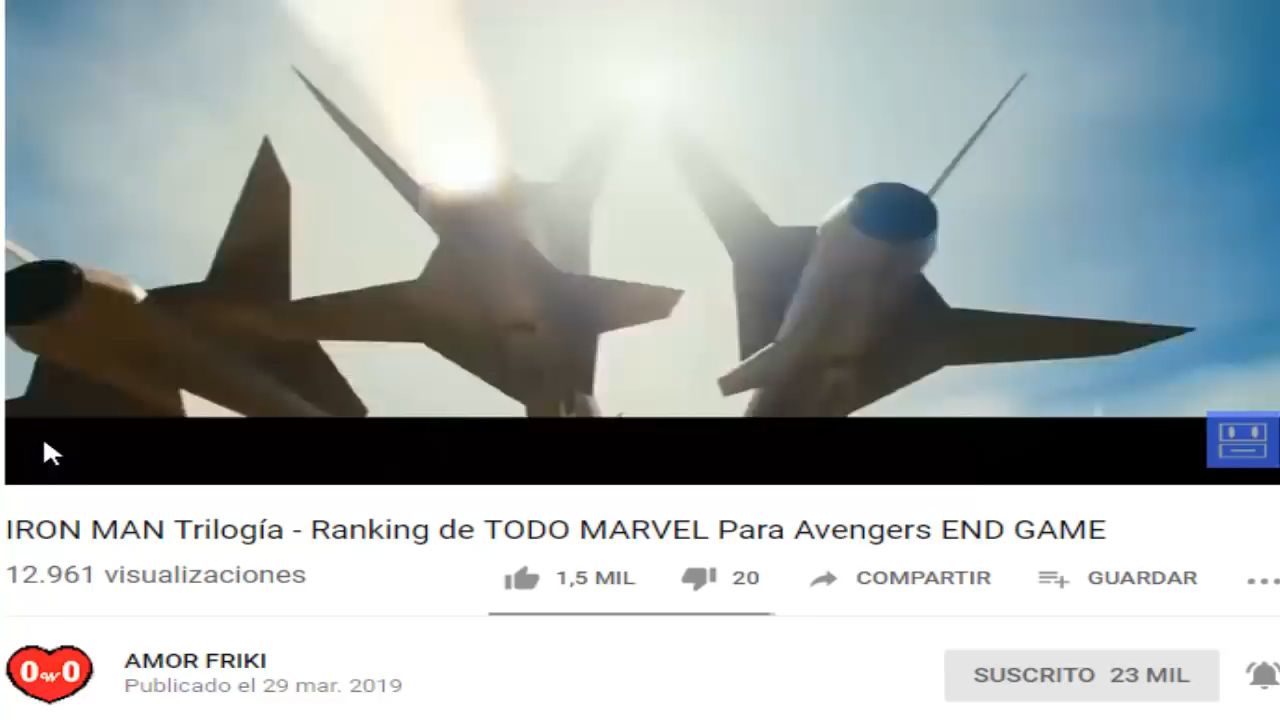 IRON MAN Trilogía - Ranking de TODO MARVEL Para Avengers END GAME
12.961 visualizaciones 1,5 MIL 20 COMPARTIR GUARDAR
OwO AMOR FRIKI
Publicado el 29 mar. 2019
SUSCRITO 23 MIL